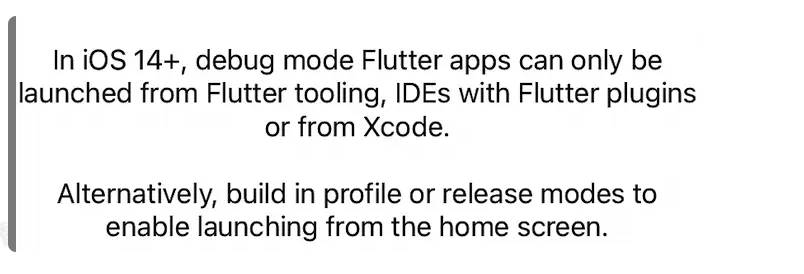 In iOS 14+, debug mode Flutter apps can only be
launched from Flutter tooling, IDEs with Flutter plugins
or from Xcode.
Alternatively, build in profile or release modes to
enable launching from the home screen.